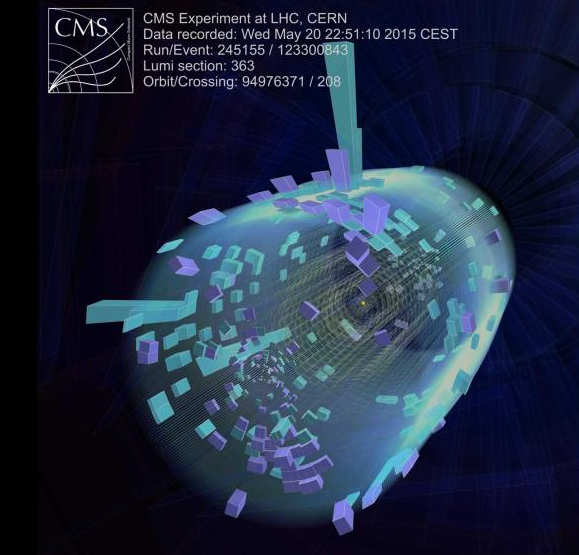 CMS
CMS Experiment at LHC, CERN
Data recorded: Wed May 20 22:51:10 2015 CEST
Run/Event: 245155 / 123300843
Lumi section: 363
Orbit/Crossing: 94976371 / 208